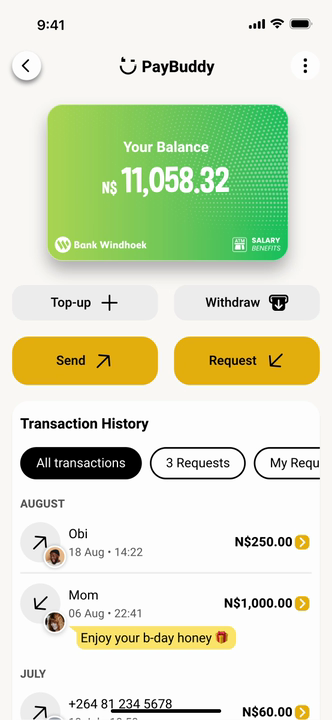 9:41
PayBuddy
Your Balance
N$ 11,058.32
Bank Windhoek
ATM SALARY
BENEFITS
Top-up
Withdraw
Send
Request
Transaction History
All transactions
3 Requests
My Requ
AUGUST
Obi
18 Aug • 14:22
N$250.00
Mom
06 Aug • 22:41
N$1,000.00
Enjoy your b-day honey 🎁
JULY
+264 81 234 5678
N$60.00